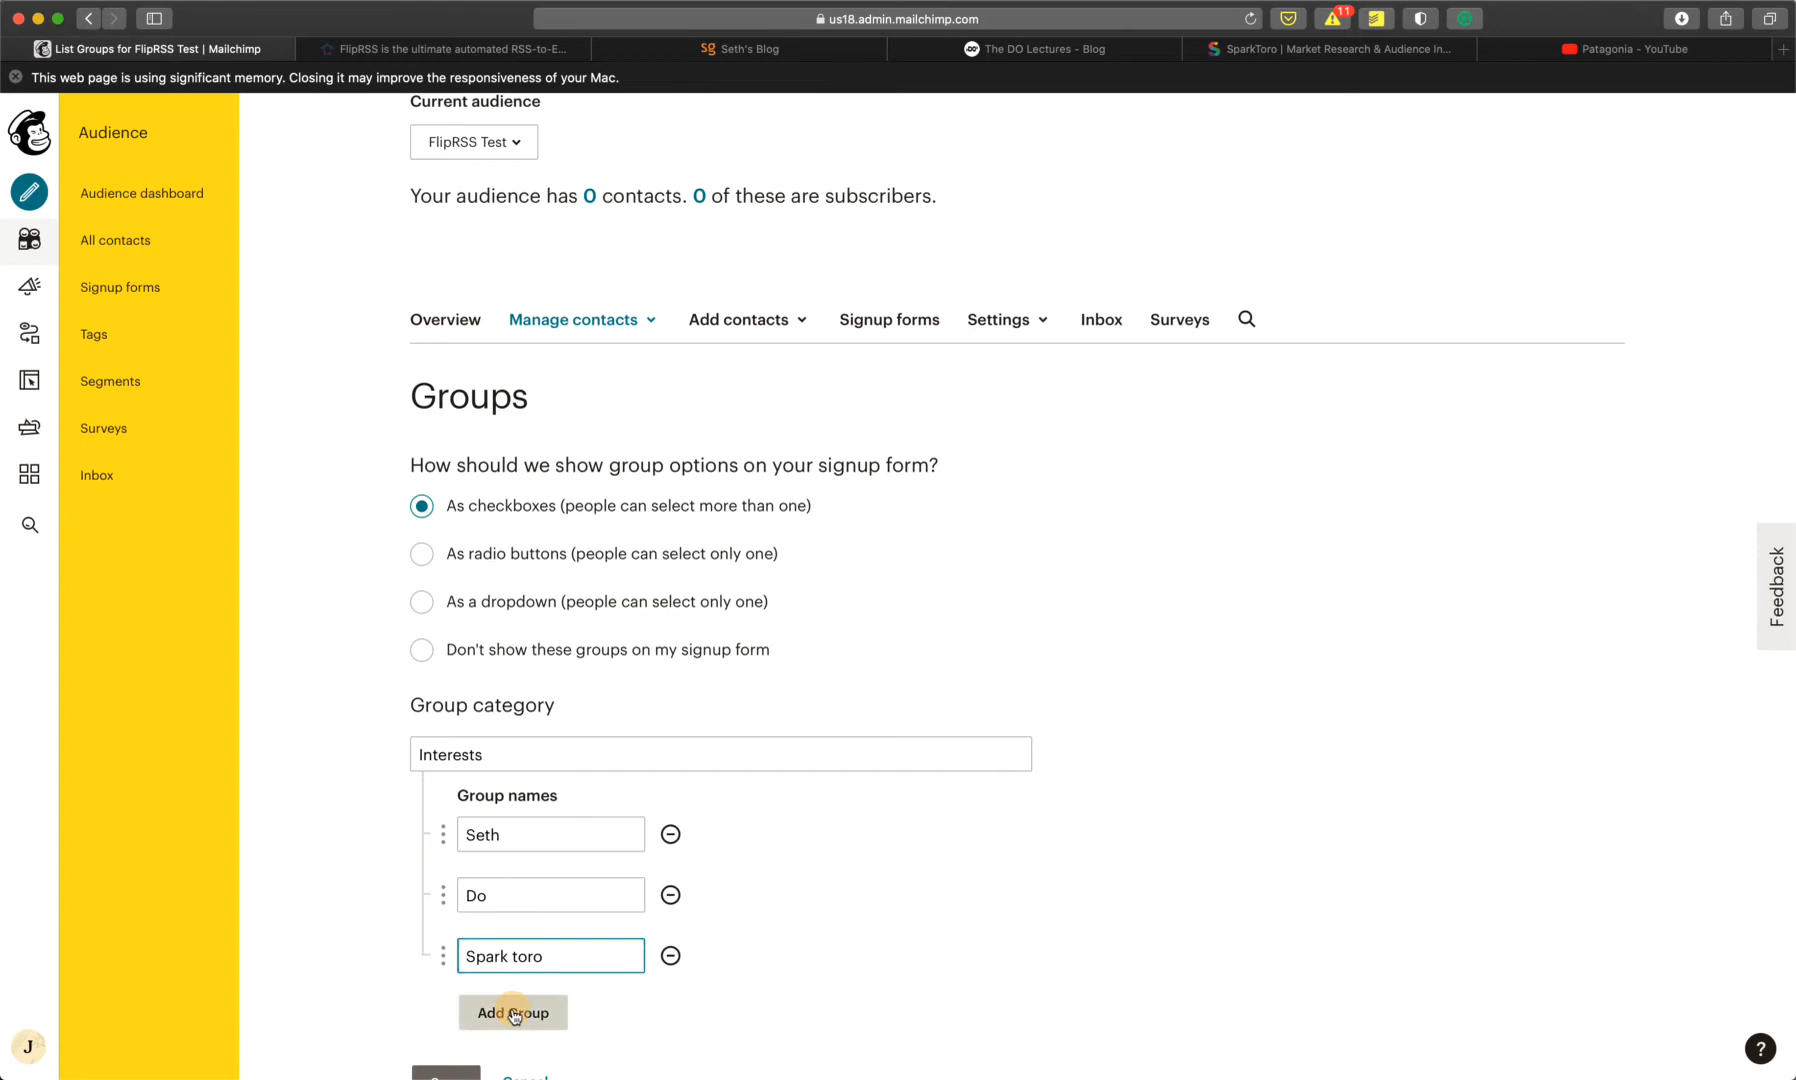 us18.admin.mailchimp.com
11
List Groups for FlipRSS Test | Mailchimp
FlipRSS is the ultimate automated RSS-to-E...
SG Seth's Blog
The DO Lectures - Blog
SparkToro | Market Research & Audience In...
Patagonia - YouTube
This web page is using significant memory. Closing it may improve the responsiveness of your Mac.
Audience
Audience dashboard
All contacts
Signup forms
Tags
Segments
Surveys
Inbox
J
Current audience
FlipRSS Test
Your audience has 0 contacts. 0 of these are subscribers.
Overview Manage contacts Add contacts Signup forms Settings Inbox Surveys
Groups
How should we show group options on your signup form?
As checkboxes (people can select more than one)
As radio buttons (people can select only one)
As a dropdown (people can select only one)
Don't show these groups on my signup form
Group category
Interests
Group names
Seth
Do
Spark toro
Add Group
Feedback
?